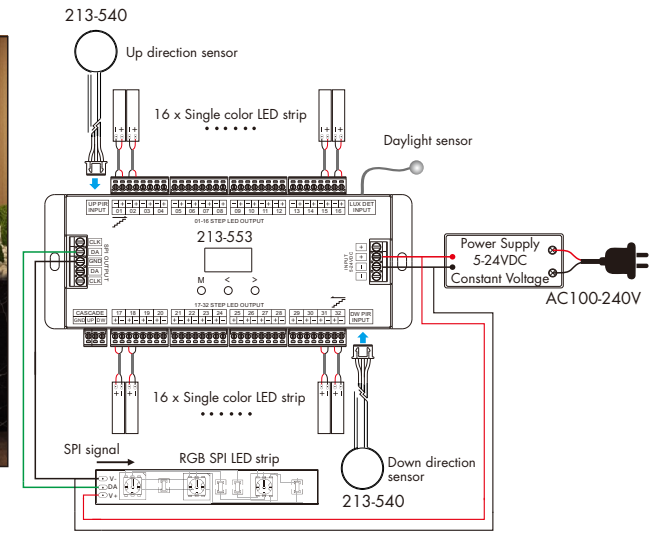 213-540
Up direction sensor
16 x Single color LED strip
Daylight sensor
UP PIR
INPUT
- + - + - + - +
01 02 03 04
- + - + - + - +
05 06 07 08
- + - + - + - +
09 10 11 12
- + - + - + - +
13 14 15 16
LUX DET
INPUT
01-16 STEP LED OUTPUT
213-553
SPI OUTPUT
CLK
DA
GND
DA
CLK
M < >
INPUT
+
+
-
-
Power Supply
5-24VDC
Constant Voltage
AC100-240V
17-32 STEP LED OUTPUT
CASCADE
GND UP DW
17 18 19 20
+ - + - + - + -
21 22 23 24
+ - + - + - + -
25 26 27 28
+ - + - + - + -
29 30 31 32
+ - + - + - + -
DW PIR
INPUT
16 x Single color LED strip
SPI signal
RGB SPI LED strip
V-
DA
V+
Down direction
sensor
213-540